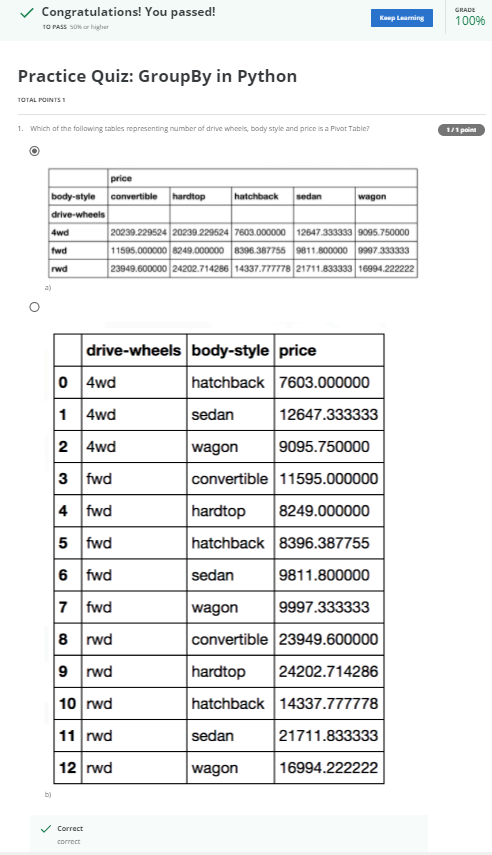 Congratulations! You passed!
TO PASS 50% or higher
Keep Learning
GRADE
100%
Practice Quiz: GroupBy in Python
TOTAL POINTS 1
1. Which of the following tables representing number of drive wheels, body style and price is a Pivot Table?
1 / 1 point
price
body-style convertible hardtop hatchback sedan wagon
drive-wheels
4wd 20239.229524 20239.229524 7603.000000 12647.333333 9095.750000
fwd 11595.000000 8249.000000 8396.387755 9811.800000 9997.333333
rwd 23949.600000 24202.714286 14337.777778 21711.833333 16994.222222
a)
drive-wheels body-style price
0 4wd hatchback 7603.000000
1 4wd sedan 12647.333333
2 4wd wagon 9095.750000
3 fwd convertible 11595.000000
4 fwd hardtop 8249.000000
5 fwd hatchback 8396.387755
6 fwd sedan 9811.800000
7 fwd wagon 9997.333333
8 rwd convertible 23949.600000
9 rwd hardtop 24202.714286
10 rwd hatchback 14337.777778
11 rwd sedan 21711.833333
12 rwd wagon 16994.222222
b)
Correct
correct